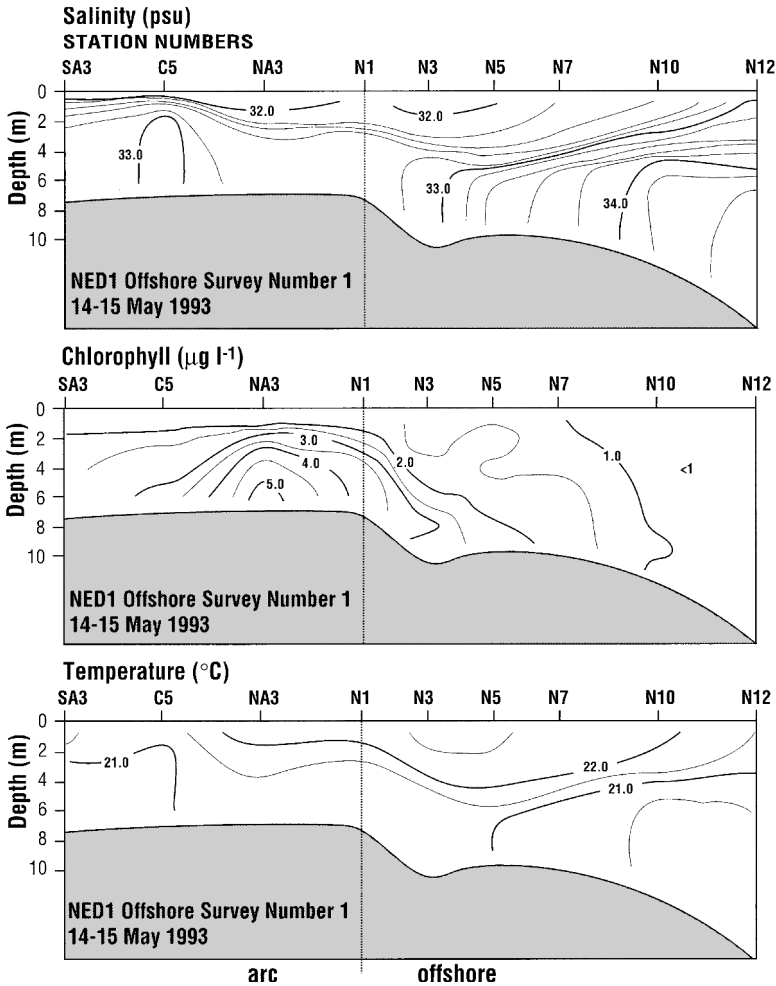 Salinity (psu)
STATION NUMBERS
SA3 C5 NA3 N1 N3 N5 N7 N10 N12
0
2
4
6
8
10
Depth (m)
32.0 32.0
33.0 33.0 34.0
NED1 Offshore Survey Number 1
14-15 May 1993
Chlorophyll (μg l-1)
SA3 C5 NA3 N1 N3 N5 N7 N10 N12
0
2
4
6
8
10
Depth (m)
3.0 4.0 5.0 2.0 1.0 <1
NED1 Offshore Survey Number 1
14-15 May 1993
Temperature (°C)
SA3 C5 NA3 N1 N3 N5 N7 N10 N12
0
2
4
6
8
10
Depth (m)
21.0 22.0 21.0
NED1 Offshore Survey Number 1
14-15 May 1993
arc offshore